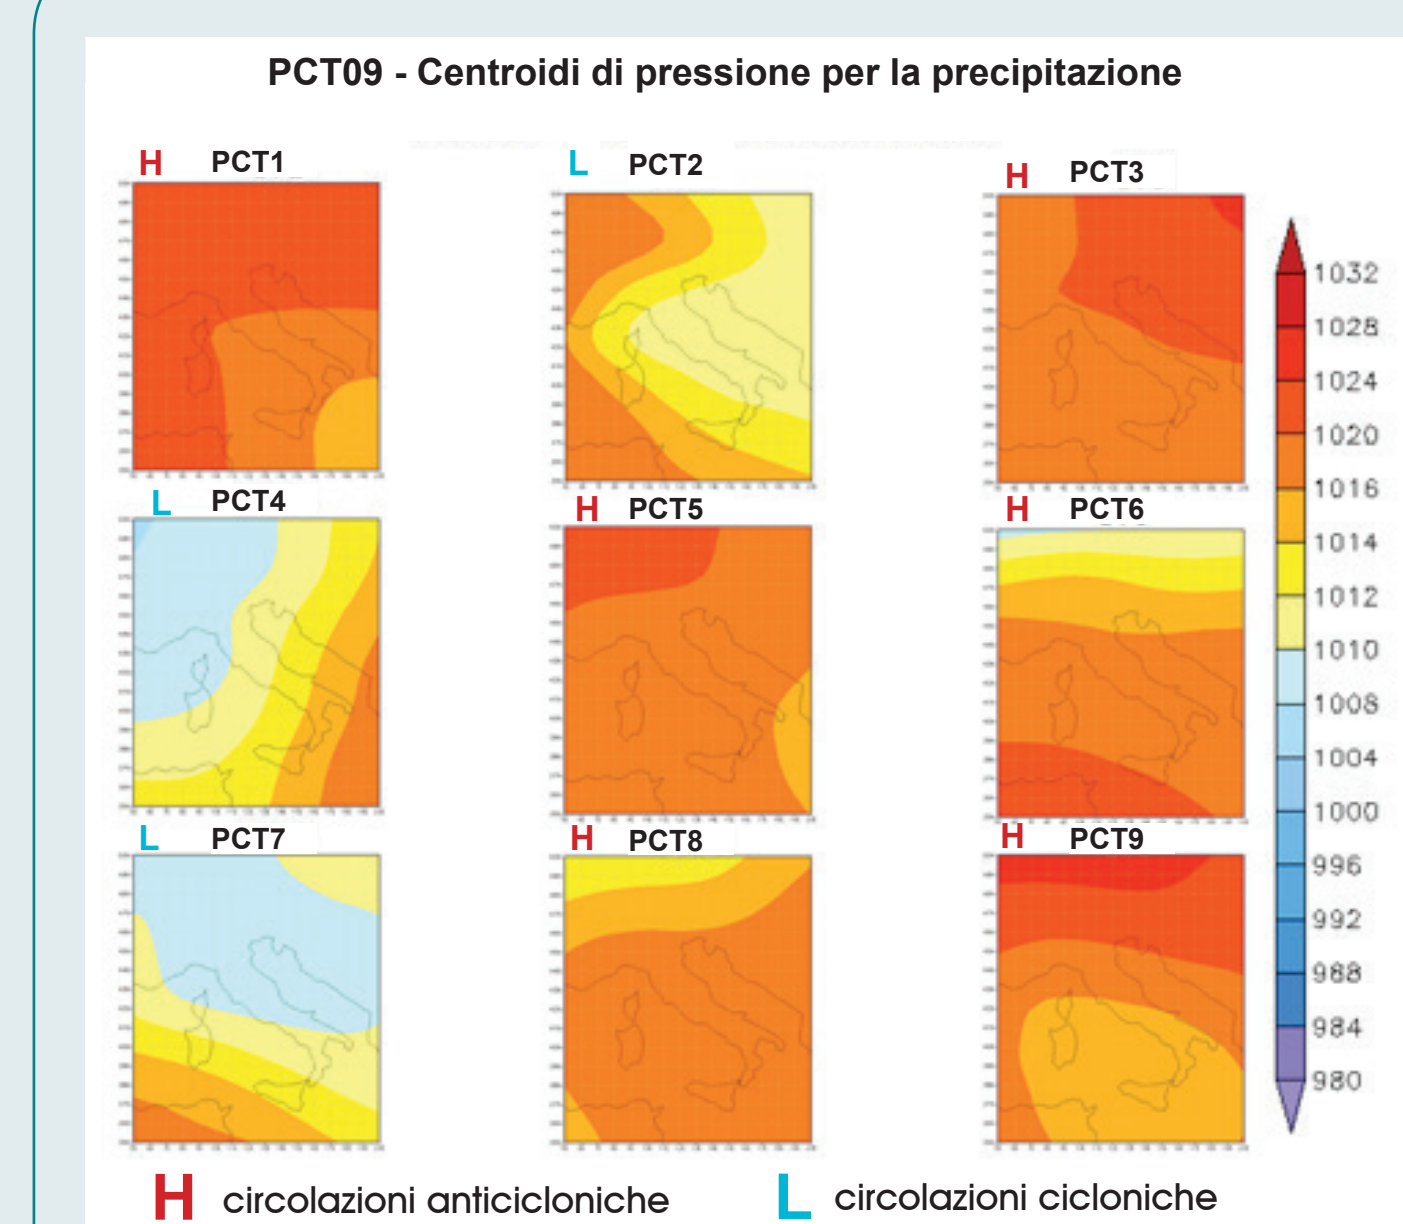 PCT09 - Centroidi di pressione per la precipitazione
H PCT1
L PCT2
H PCT3
L PCT4
H PCT5
H PCT6
L PCT7
H PCT8
H PCT9
1032
1028
1024
1020
1016
1014
1012
1010
1008
1004
1000
996
992
988
984
980
H circolazioni anticicloniche
L circolazioni cicloniche